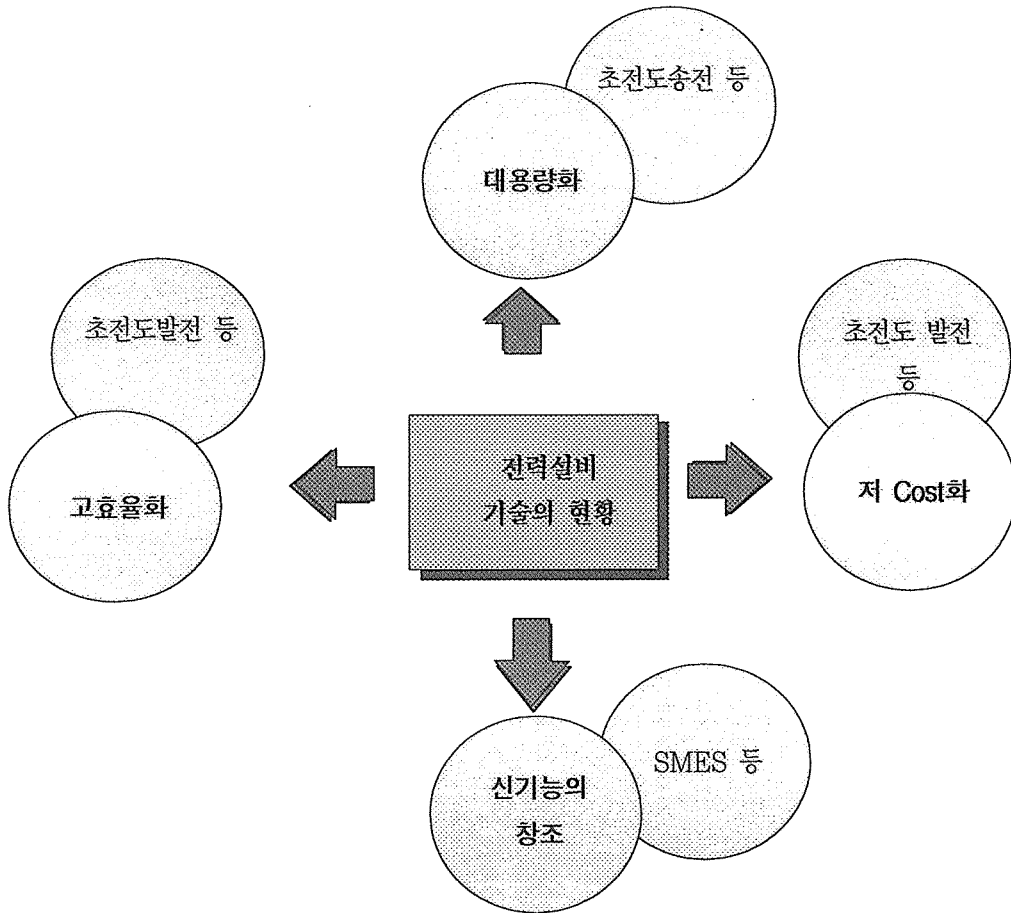 초전도송전 등
대용량화
초전도발전 등
고효율화
전력설비
기술의 현황
초전도 발전
등
저 Cost화
SMES 등
신기능의
창조